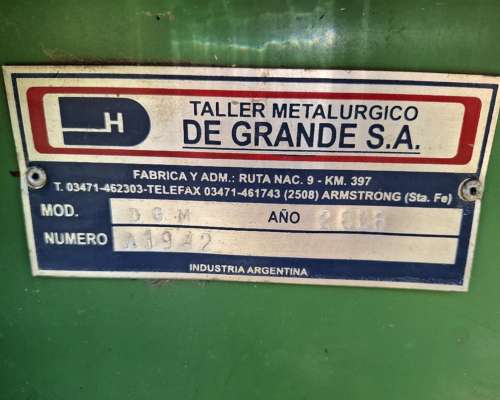 H
TALLER METALURGICO
DE GRANDE S.A.
FABRICA Y ADM.: RUTA NAC. 9 - KM. 397
T. 03471-462303-TELEFAX 03471-461743 (2508) ARMSTRONG (Sta. Fe)
MOD. D G M AÑO
NUMERO A1942
INDUSTRIA ARGENTINA